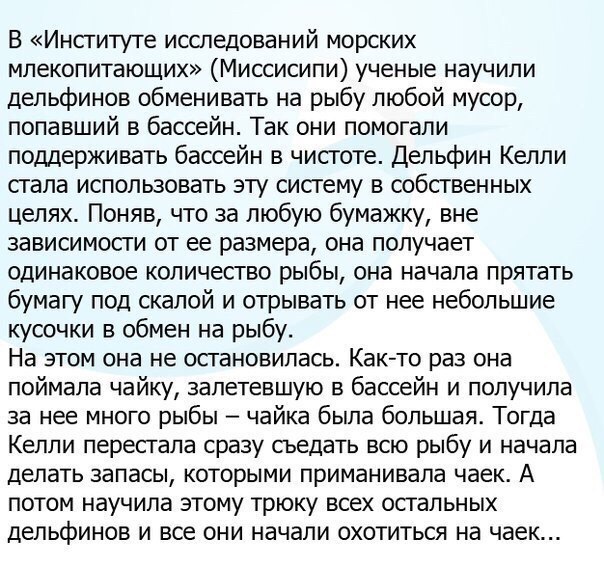 В «Институте исследований морских
млекопитающих» (Миссисипи) ученые научили
дельфинов обменивать на рыбу любой мусор,
попавший в бассейн. Так они помогали
поддерживать бассейн в чистоте. Дельфин Келли
стала использовать эту систему в собственных
целях. Поняв, что за любую бумажку, вне
зависимости от ее размера, она получает
одинаковое количество рыбы, она начала прятать
бумагу под скалой и отрывать от нее небольшие
кусочки в обмен на рыбу.
На этом она не остановилась. Как-то раз она
поймала чайку, залетевшую в бассейн и получила
за нее много рыбы – чайка была большая. Тогда
Келли перестала сразу съедать всю рыбу и начала
делать запасы, которыми приманивала чаек. А
потом научила этому трюку всех остальных
дельфинов и все они начали охотиться на чаек...